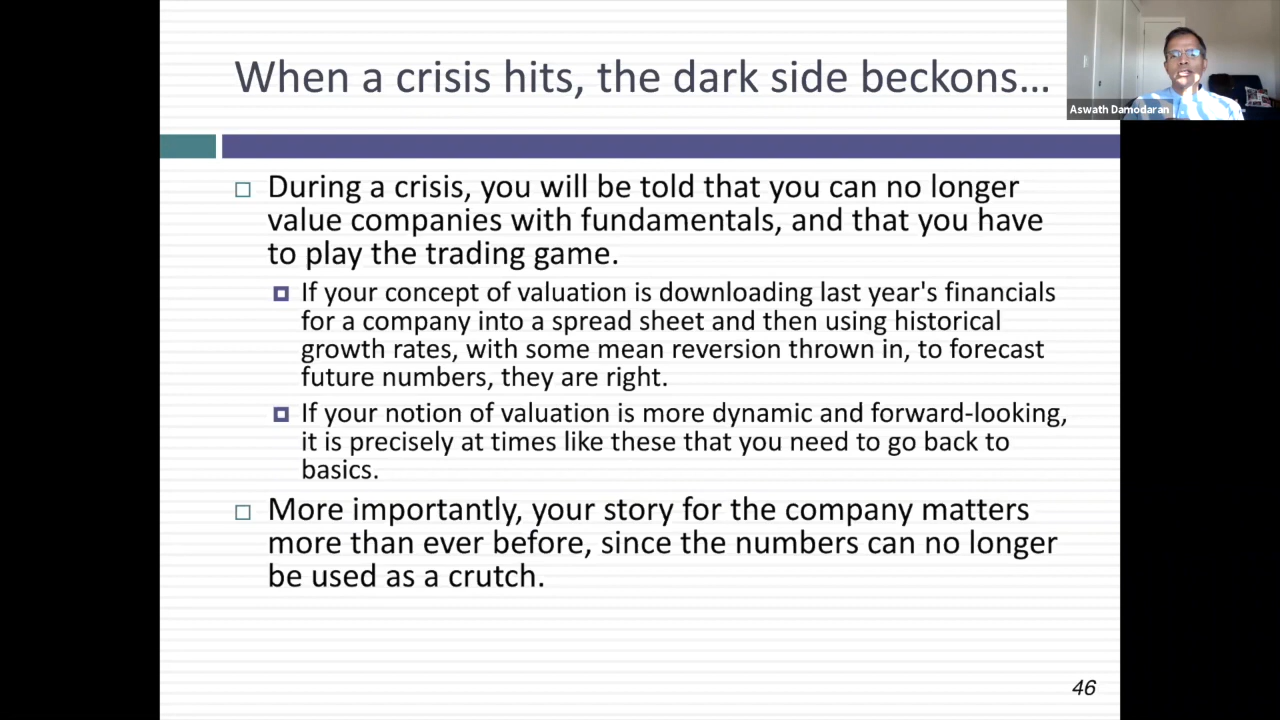 When a crisis hits, the dark side beckons...
Aswath Damodaran
During a crisis, you will be told that you can no longer
value companies with fundamentals, and that you have
to play the trading game.
If your concept of valuation is downloading last year's financials
for a company into a spread sheet and then using historical
growth rates, with some mean reversion thrown in, to forecast
future numbers, they are right.
If your notion of valuation is more dynamic and forward-looking,
it is precisely at times like these that you need to go back to
basics.
More importantly, your story for the company matters
more than ever before, since the numbers can no longer
be used as a crutch.
46